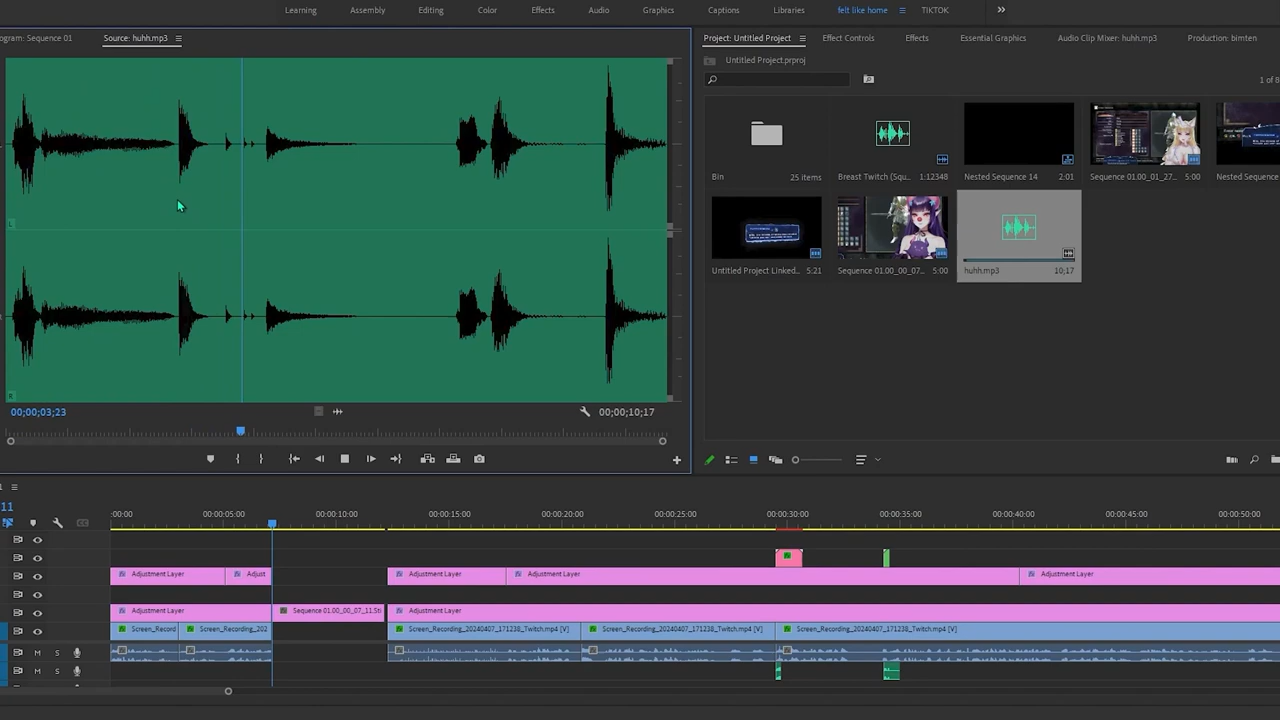 Learning Assembly Editing Color Effects Audio Graphics Captions Libraries felt like home TIKTOK
ogram: Sequence 01 Source: huhh.mp3
Project: Untitled Project Effect Controls Effects Essential Graphics Audio Clip Mixer: huhh.mp3 Production: bimten
Untitled Project.prproj
1 of 8
Bin 25 items
Breast Twitch (Squ... 1:12348
Nested Sequence 14 2:01
Sequence 01.00_01_27... 5:00
Nested Sequence
Untitled Project Linked... 5:21
Sequence 01.00_00_07... 5:00
huhh.mp3 10;17
L
R
00;00;03;23 00;00;10;17
11
:00:00 00:00:05:00 00:00:10:00 00:00:15:00 00:00:20:00 00:00:25:00 00:00:30:00 00:00:35:00 00:00:40:00 00:00:45:00 00:00:50:00
Adjustment Layer Adjust Adjustment Layer Adjustment Layer Adjustment Layer
Adjustment Layer Sequence 01.00_00_07_11.Sti Adjustment Layer
Screen_Record Screen_Recording_202 Screen_Recording_20240407_171238_Twitch.mp4 [V] Screen_Recording_20240407_171238_Twitch.mp4 [V] Screen_Recording_20240407_171238_Twitch.mp4 [V]
M S
M S